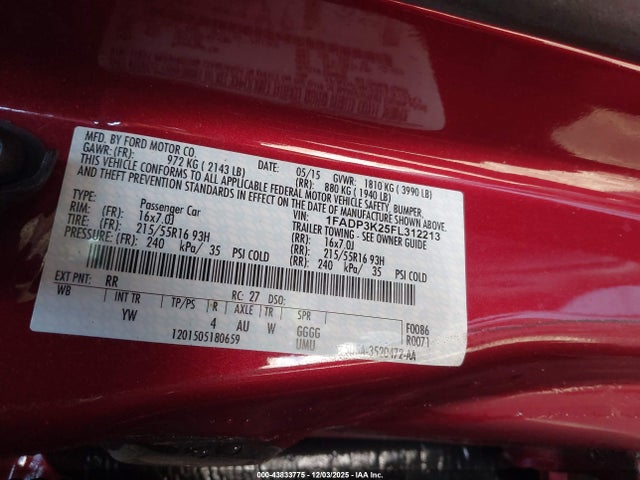 MFD. BY FORD MOTOR CO.
DATE: 05/15 GVWR: 1810 KG ( 3990 LB)
GAWR: (FR): 972 KG ( 2143 LB) (RR): 880 KG ( 1940 LB)
THIS VEHICLE CONFORMS TO ALL APPLICABLE FEDERAL MOTOR VEHICLE SAFETY, BUMPER,
AND THEFT PREVENTION STANDARDS IN EFFECT ON THE DATE OF MANUFACTURE SHOWN ABOVE.
VIN: 1FADP3K25FL312213
TYPE: Passenger Car TRAILER TOWING - SEE OWNER GUIDE
RIM: (FR) 16x7.0J (RR) 16x7.0J
TIRE: (FR) 215/55R16 93H (RR) 215/55R16 93H
PRESSURE: (FR) 240 kPa/ 35 PSI COLD (RR) 240 kPa/ 35 PSI COLD
EXT PNT: RR RC: 27 DSO:
WB INT TR TP/PS R AXLE TR SPR
YW 4 AU W GGGG F0086
1201505180659 UMU R0071
-3520472-AA
000-43833775 - 12/03/2025 - IAA Inc.